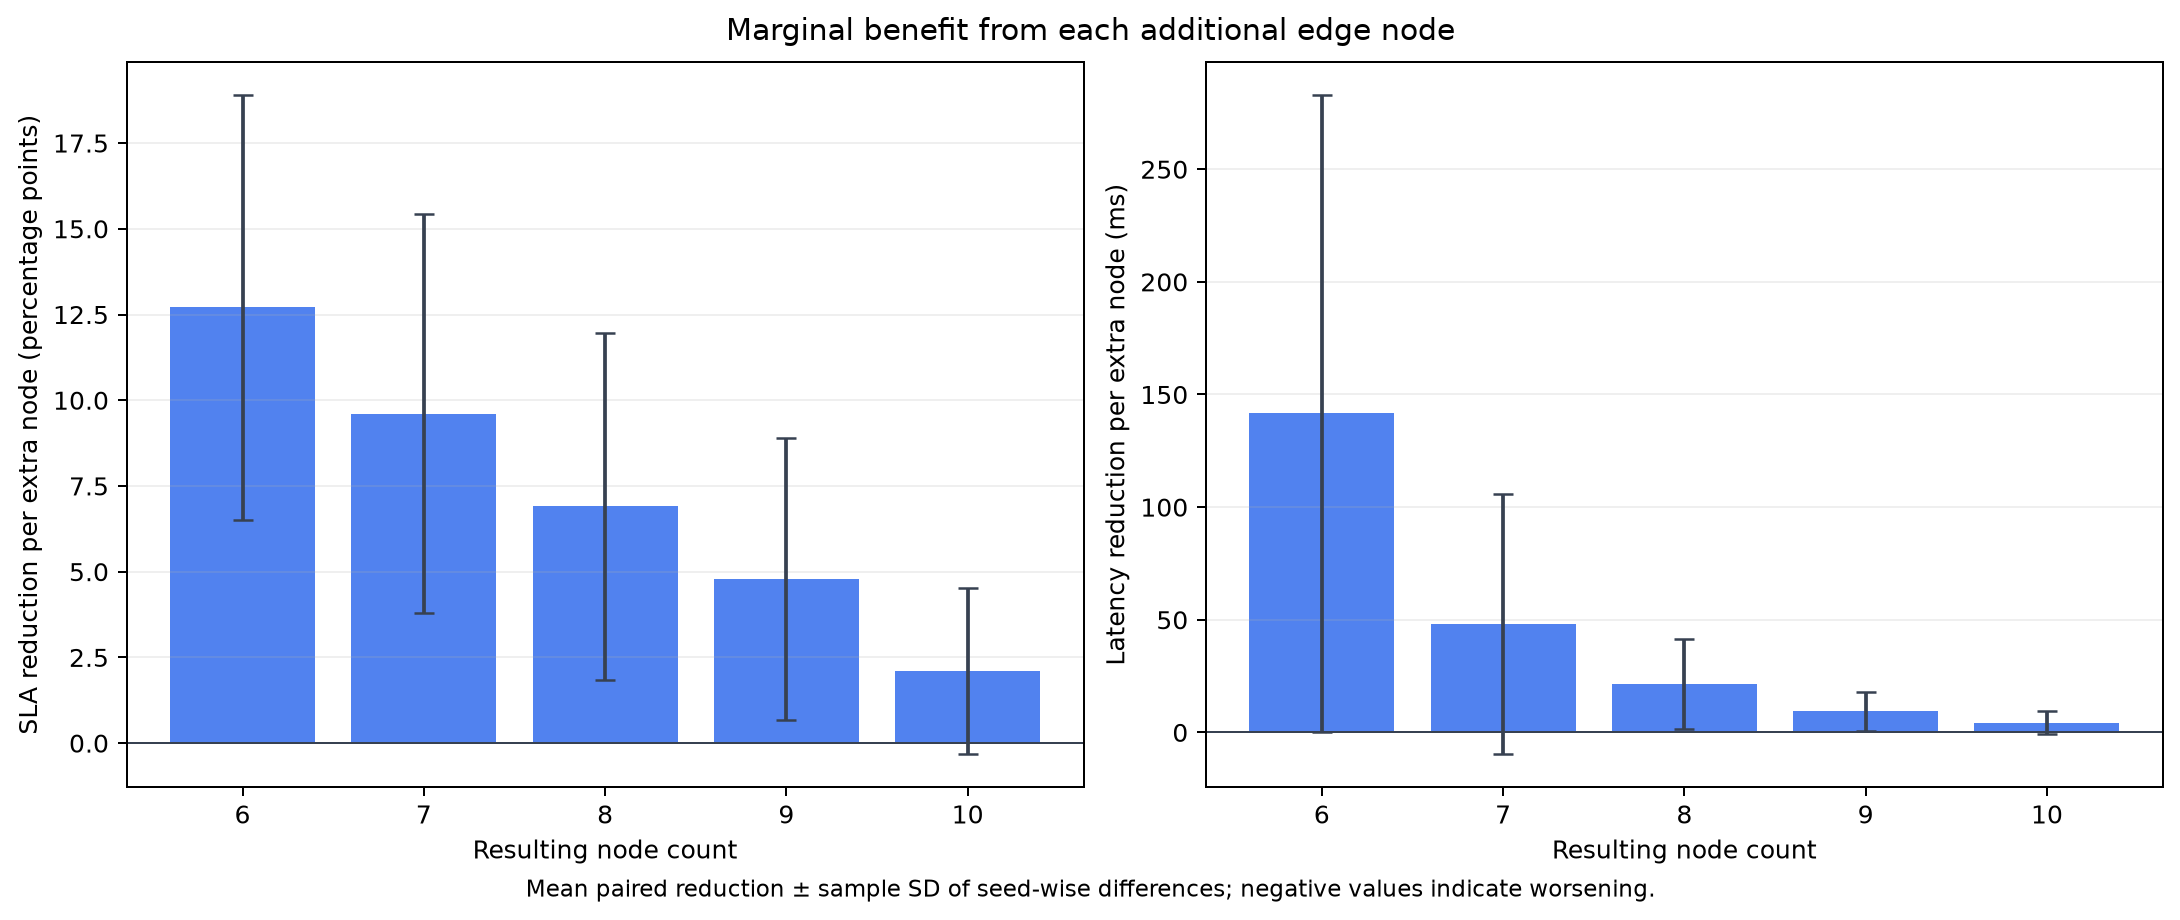 Marginal benefit from each additional edge node
SLA reduction per extra node (percentage points)
17.5
15.0
12.5
10.0
7.5
5.0
2.5
0.0
6 7 8 9 10
Resulting node count
Latency reduction per extra node (ms)
250
200
150
100
50
0
6 7 8 9 10
Resulting node count
Mean paired reduction ± sample SD of seed-wise differences; negative values indicate worsening.